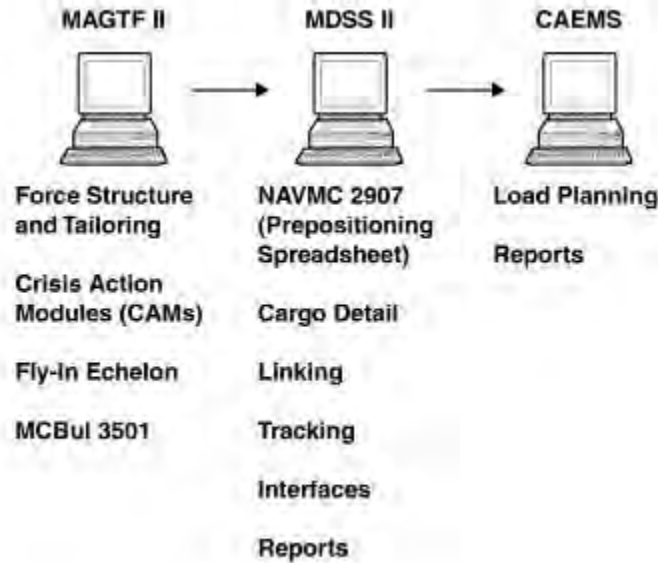 MAGTF II
MDSS II
CAEMS
Force Structure
and Tailoring
Crisis Action
Modules (CAMs)
Fly-In Echelon
MCBul 3501
NAVMC 2907
(Prepositioning
Spreadsheet)
Cargo Detail
Linking
Tracking
Interfaces
Reports
Load Planning
Reports